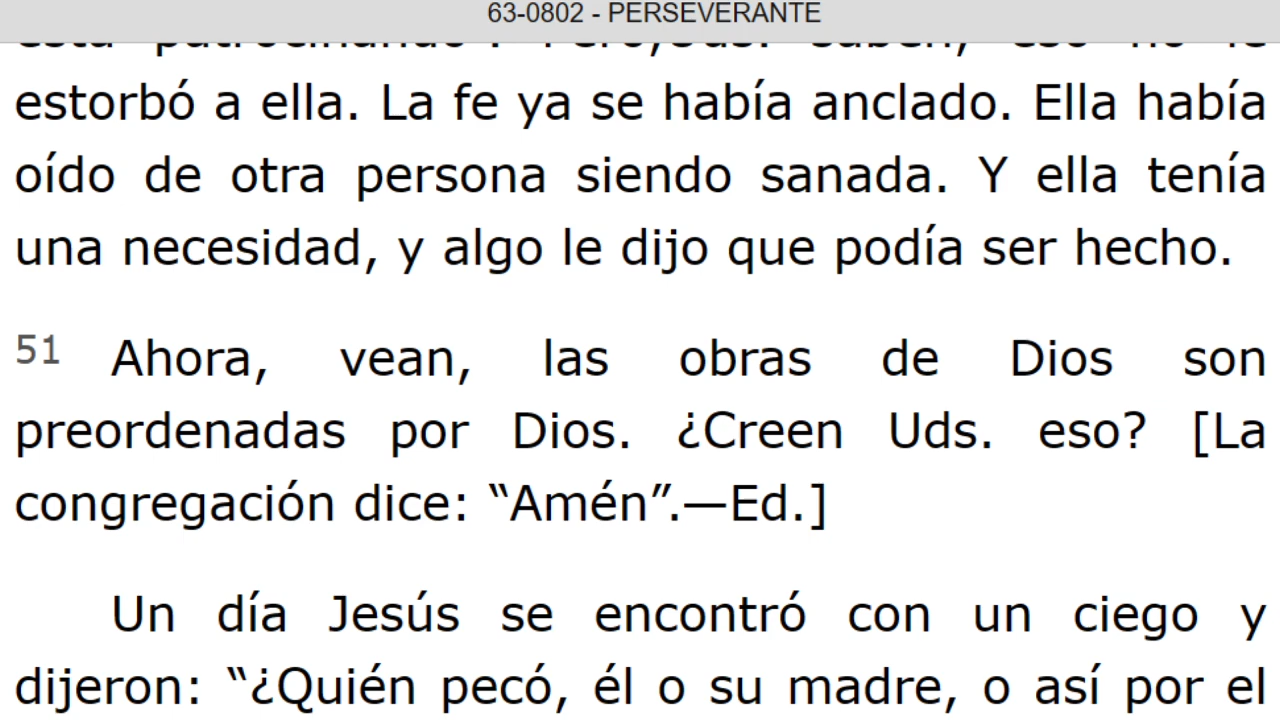 63-0802 - PERSEVERANTE
estorbó a ella. La fe ya se había anclado. Ella había
oído de otra persona siendo sanada. Y ella tenía
una necesidad, y algo le dijo que podía ser hecho.
51 Ahora, vean, las obras de Dios son
preordenadas por Dios. ¿Creen Uds. eso? [La
congregación dice: “Amén”.—Ed.]
Un día Jesús se encontró con un ciego y
dijeron: “¿Quién pecó, él o su madre, o así por el